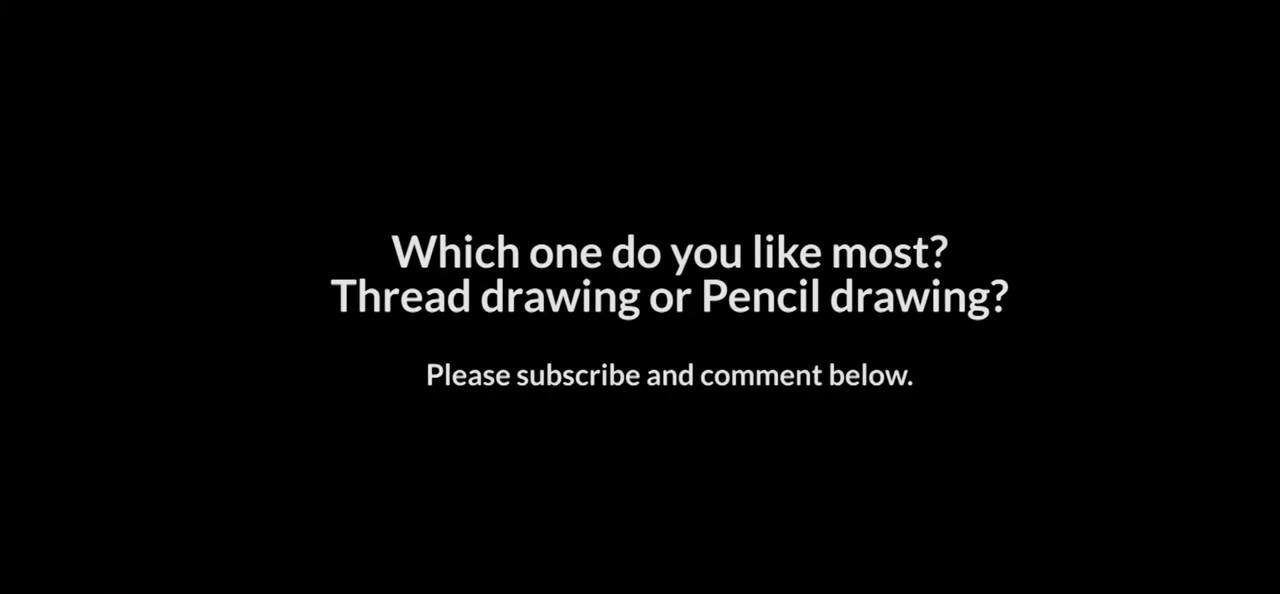 Which one do you like most?
Thread drawing or Pencil drawing?
Please subscribe and comment below.